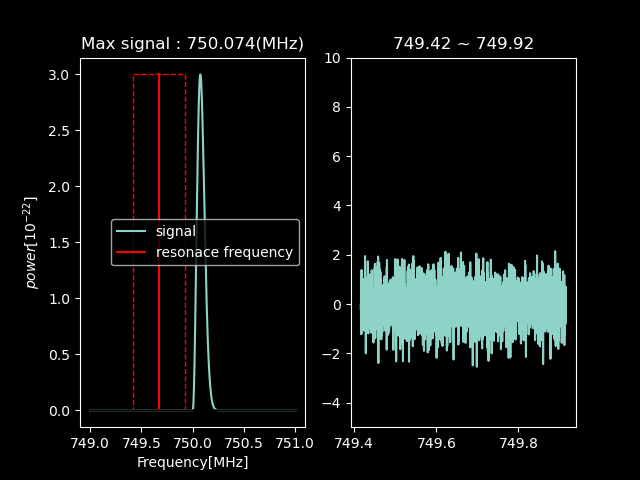 Max signal : 750.074(MHz)
3.0
2.5
2.0
1.5
1.0
0.5
0.0
power[10⁻²²]
signal
resonace frequency
749.0 749.5 750.0 750.5 751.0
Frequency[MHz]
749.42 ~ 749.92
10
8
6
4
2
0
−2
−4
749.4 749.6 749.8